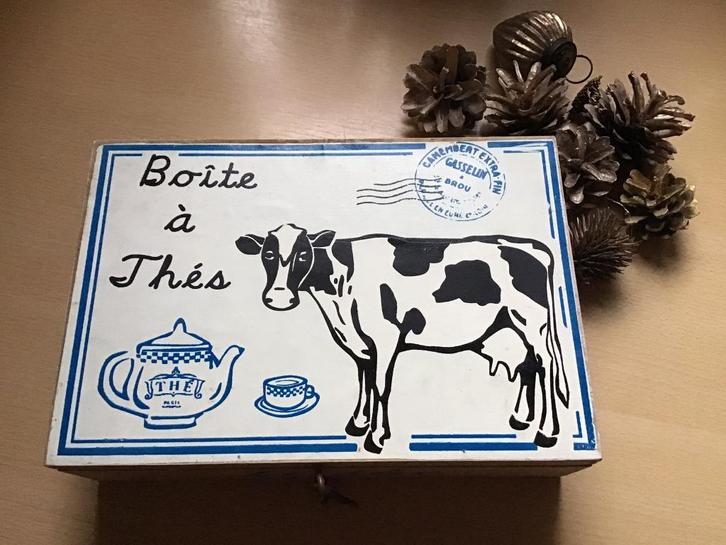 Boîte
à
Thés
CAMEMBERT EXTRA-FIN
GASSELIN
à
BROU
THÉ
PARIS